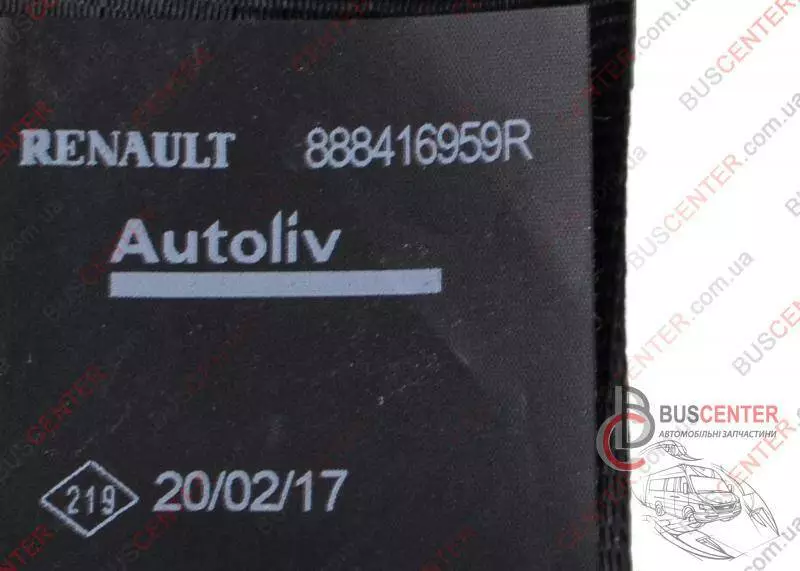 RENAULT 888416959R
Autoliv
219 20/02/17
BUSCENTER
АВТОМОБІЛЬНІ ЗАПЧАСТИНИ
BUSCENTER.com.ua